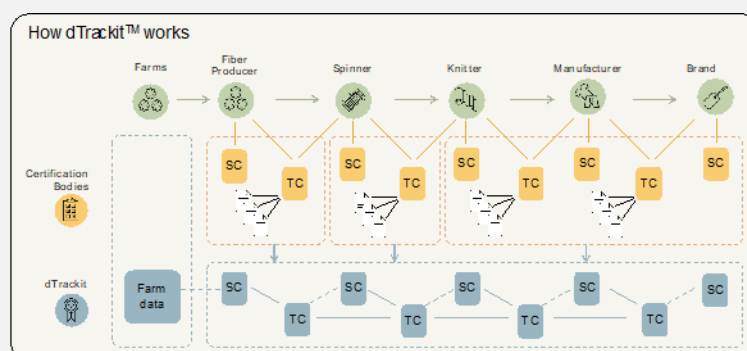 How dTrackit™ works
Farms
Fiber
Producer
Spinner
Knitter
Manufacturer
Brand
Certification
Bodies
SC
TC
SC
TC
SC
TC
SC
TC
SC
dTrackit
Farm
data
SC
TC
SC
TC
SC
TC
SC
TC
SC